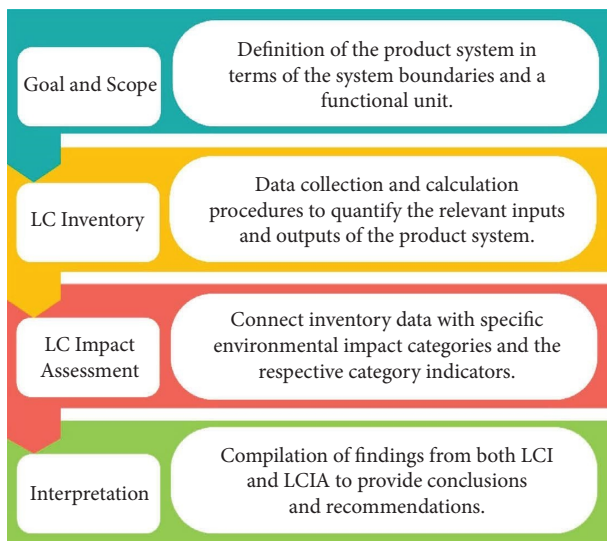 Goal and Scope
Definition of the product system in
terms of the system boundaries and a
functional unit.
LC Inventory
Data collection and calculation
procedures to quantify the relevant inputs
and outputs of the product system.
LC Impact
Assessment
Connect inventory data with specific
environmental impact categories and the
respective category indicators.
Interpretation
Compilation of findings from both LCI
and LCIA to provide conclusions
and recommendations.